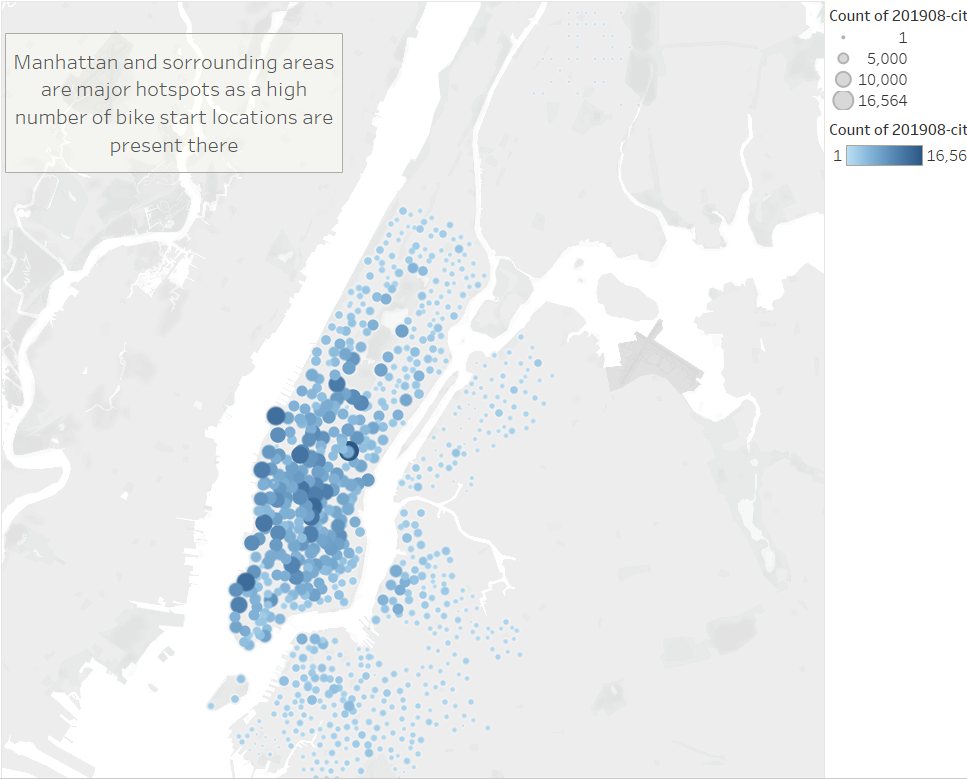 Manhattan and sorrounding areas
are major hotspots as a high
number of bike start locations are
present there
Count of 201908-cit
1
5,000
10,000
16,564
Count of 201908-cit
1 16,56